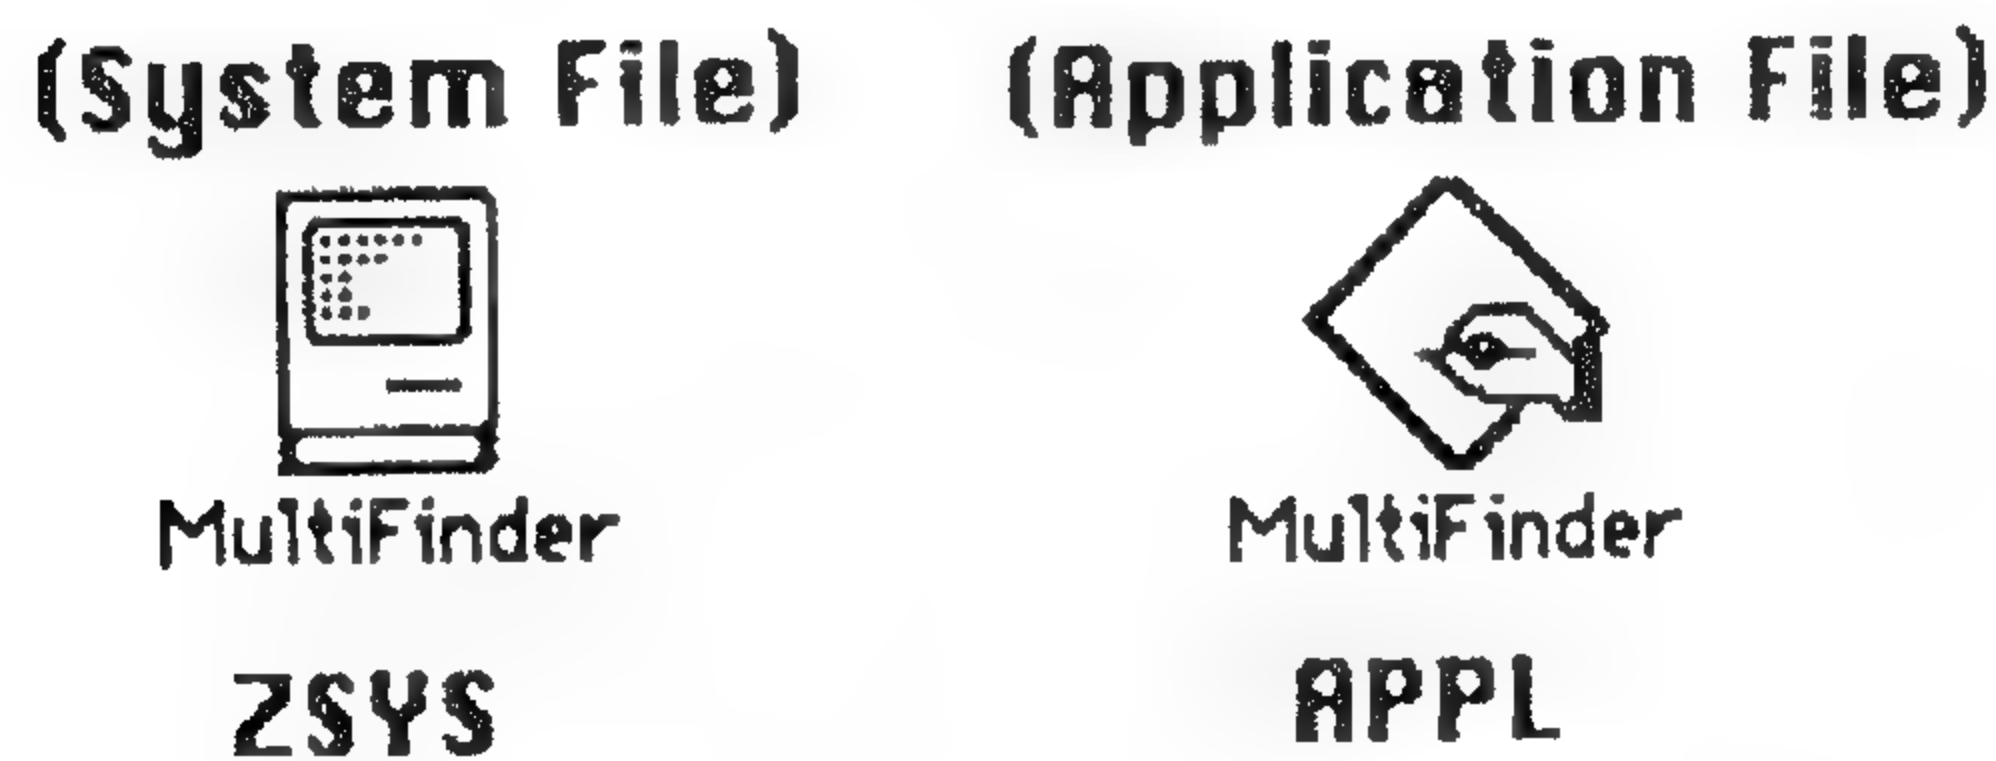 (System File)
(Application File)
MultiFinder
MultiFinder
ZSYS
APPL